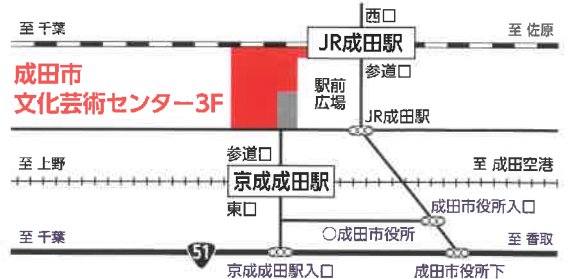 西口
至 千葉
JR成田駅
至 佐原
成田市
文化芸術センター3F
駅前
広場
参道口
JR成田駅
参道口
至 上野
至 成田空港
京成成田駅
東口
成田市役所入口
○成田市役所
至 千葉
至 香取
51
京成成田駅入口
成田市役所下